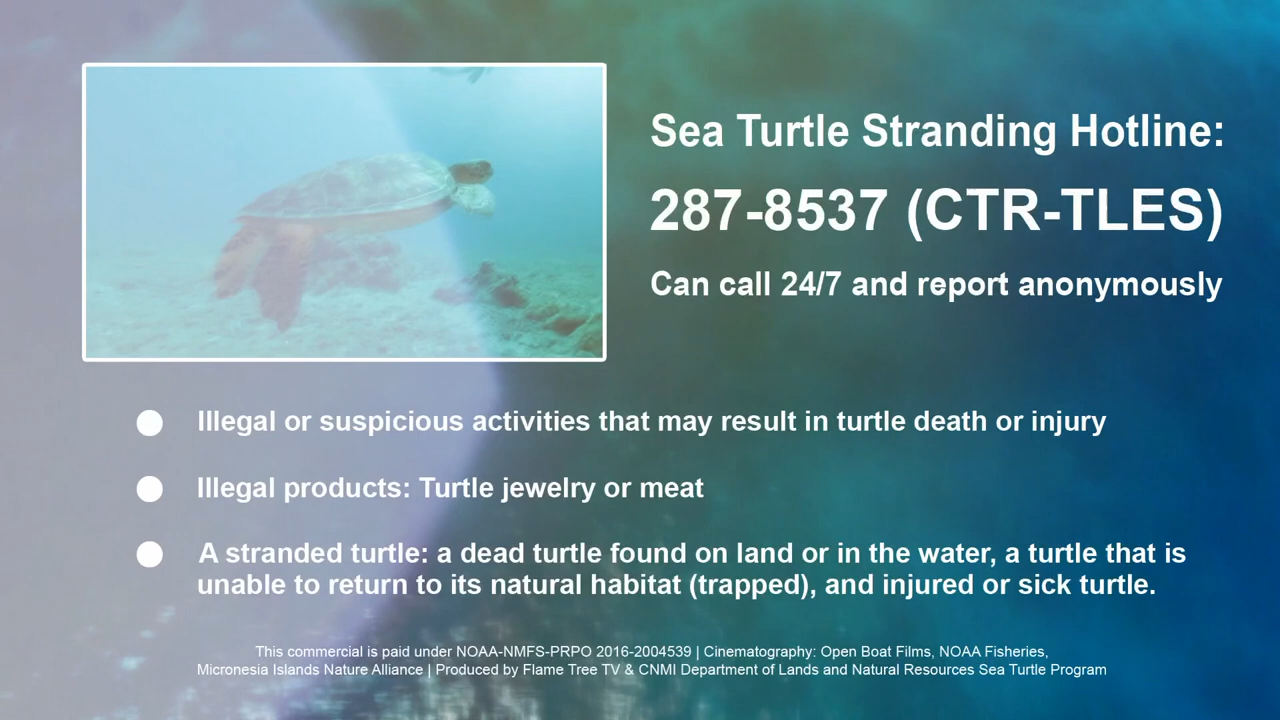 Sea Turtle Stranding Hotline:
287-8537 (CTR-TLES)
Can call 24/7 and report anonymously
Illegal or suspicious activities that may result in turtle death or injury
Illegal products: Turtle jewelry or meat
A stranded turtle: a dead turtle found on land or in the water, a turtle that is
unable to return to its natural habitat (trapped), and injured or sick turtle.
This commercial is paid under NOAA-NMFS-PRPO 2016-2004539 | Cinematography: Open Boat Films, NOAA Fisheries,
Micronesia Islands Nature Alliance | Produced by Flame Tree TV & CNMI Department of Lands and Natural Resources Sea Turtle Program